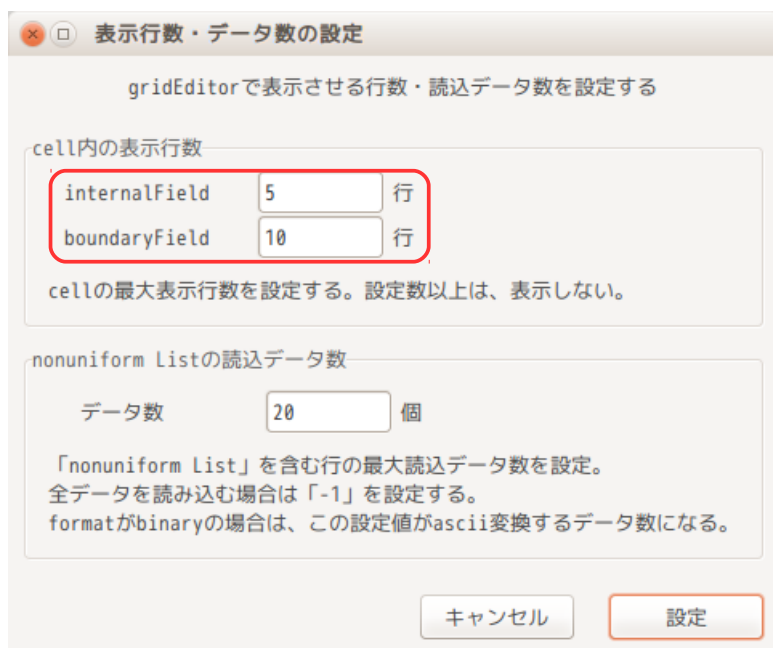 表示行数・データ数の設定
gridEditorで表示させる行数・読込データ数を設定する
cell内の表示行数
internalField 5 行
boundaryField 10 行
cellの最大表示行数を設定する。設定数以上は、表示しない。
nonuniform Listの読込データ数
データ数 20 個
「nonuniform List」を含む行の最大読込データ数を設定。
全データを読み込む場合は「-1」を設定する。
formatがbinaryの場合は、この設定値がascii変換するデータ数になる。
キャンセル 設定